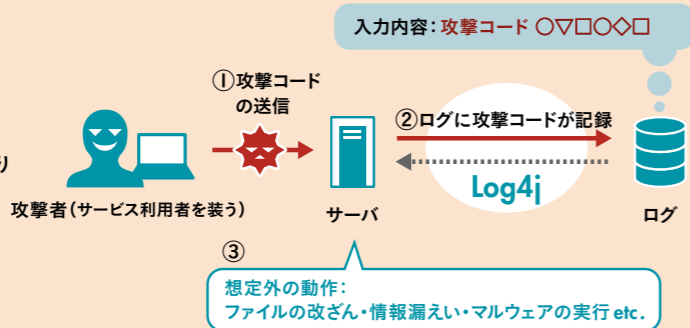 入力内容：攻撃コード ○▽□○◇□
①攻撃コード
の送信
②ログに攻撃コードが記録
り
Log4j
攻撃者（サービス利用者を装う）
サーバ
ログ
③
想定外の動作：
ファイルの改ざん・情報漏えい・マルウェアの実行 etc.